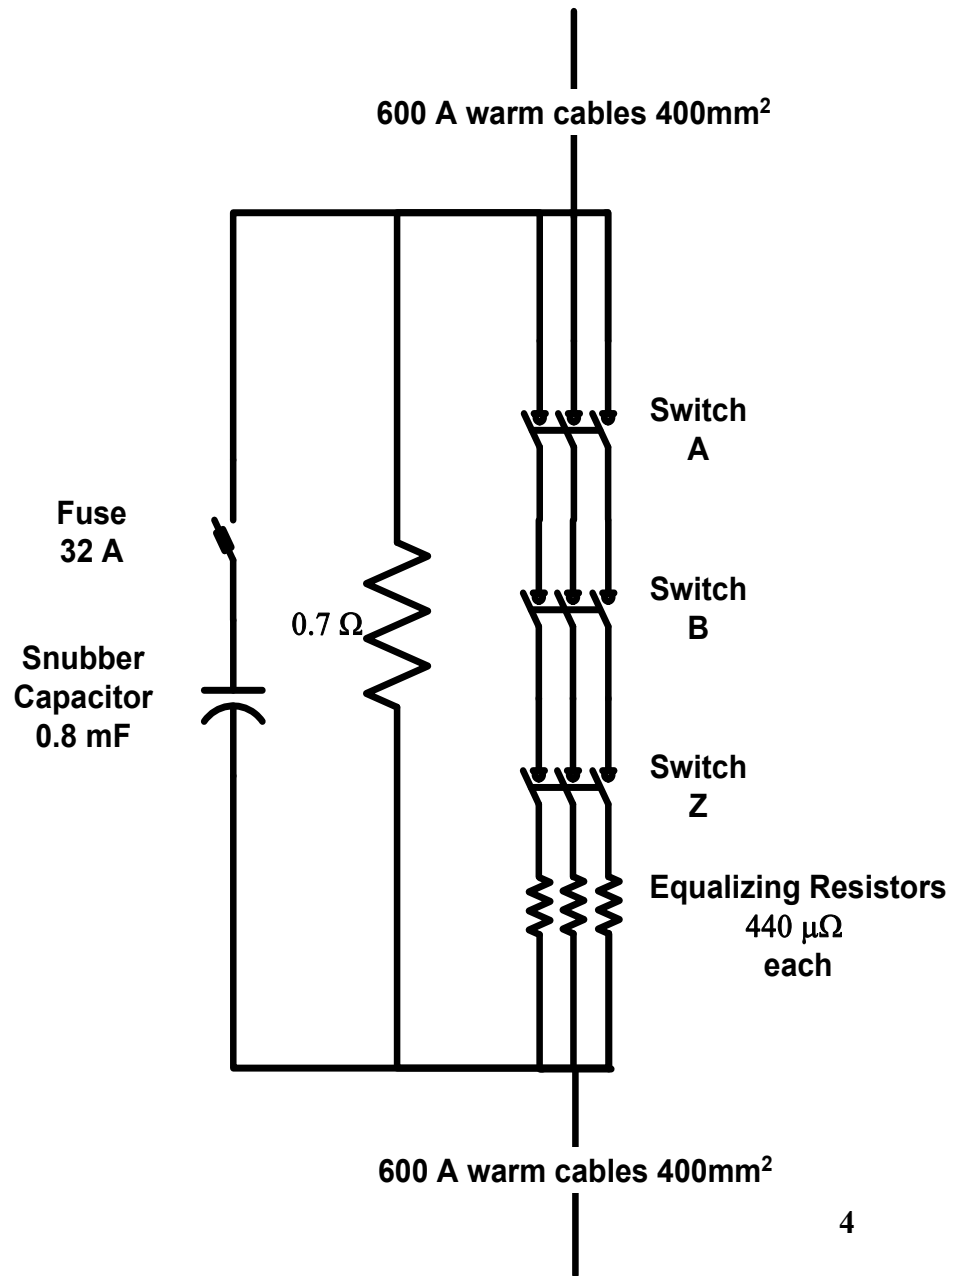 600 A warm cables 400mm²
Switch
A
Fuse
32 A
Switch
B
0.7 Ω
Snubber
Capacitor
0.8 mF
Switch
Z
Equalizing Resistors
440 μΩ
each
600 A warm cables 400mm²
4